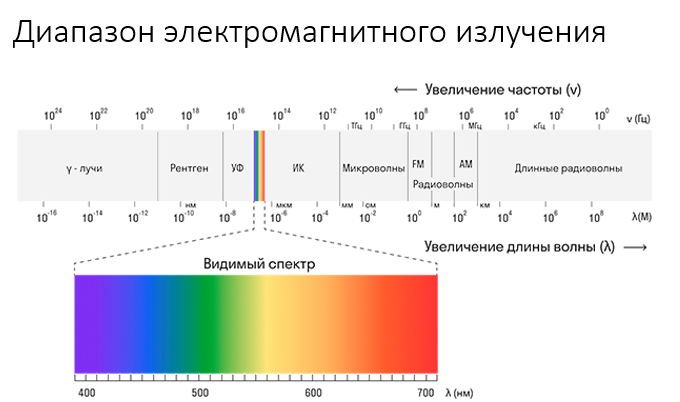 Диапазон электромагнитного излучения
⟵ Увеличение частоты (ν)
10²⁴ 10²² 10²⁰ 10¹⁸ 10¹⁶ 10¹⁴ 10¹² 10¹⁰ 10⁸ 10⁶ 10² 10⁰ ν (Гц)
ТГц ГГц МГц кГц
γ - лучи Рентген УФ ИК Микроволны FM AM Длинные радиоволны
Радиоволны
нм мкм мм см м км
10⁻¹⁶ 10⁻¹⁴ 10⁻¹² 10⁻¹⁰ 10⁻⁸ 10⁻⁶ 10⁻⁴ 10⁻² 10⁰ 10² 10⁴ 10⁶ 10⁸ λ(М)
Увеличение длины волны (λ) ⟶
Видимый спектр
400 500 600 700 λ (нм)